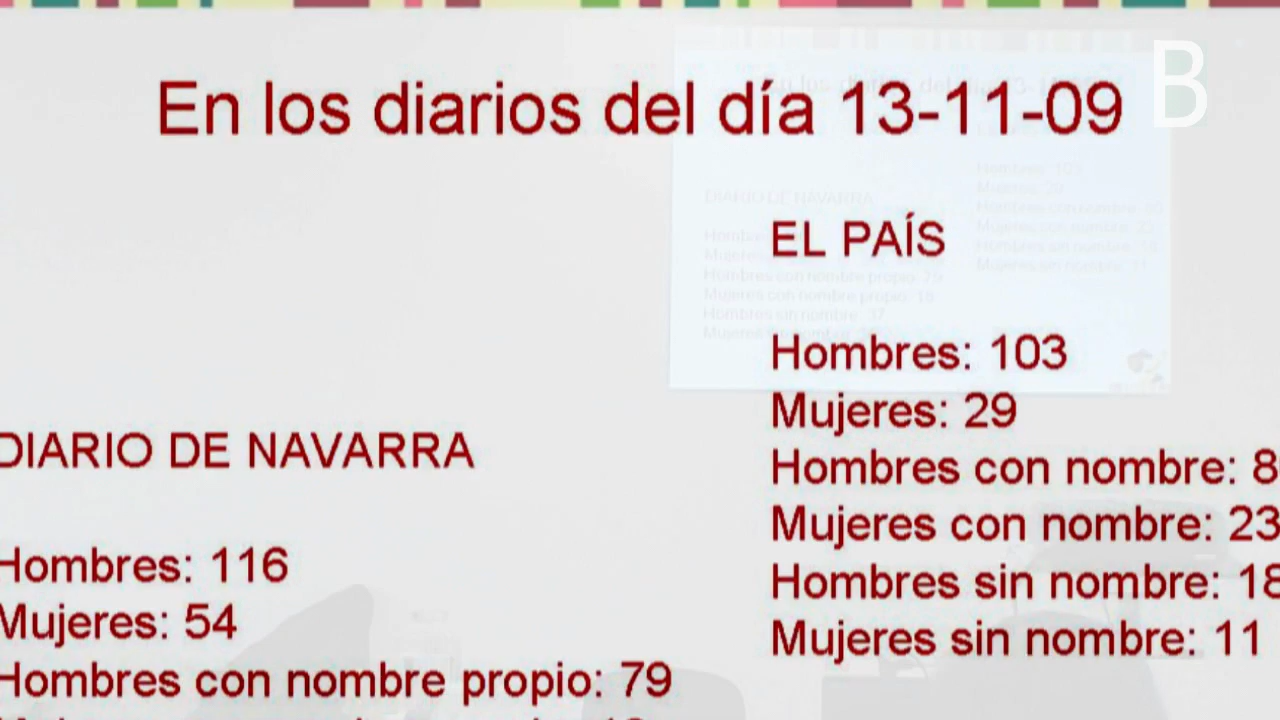 B
En los diarios del día 13-11-09
EL PAÍS
Hombres: 103
Mujeres: 29
Hombres con nombre: 8
Mujeres con nombre: 23
Hombres sin nombre: 18
Mujeres sin nombre: 11
DIARIO DE NAVARRA
Hombres: 116
Mujeres: 54
Hombres con nombre propio: 79